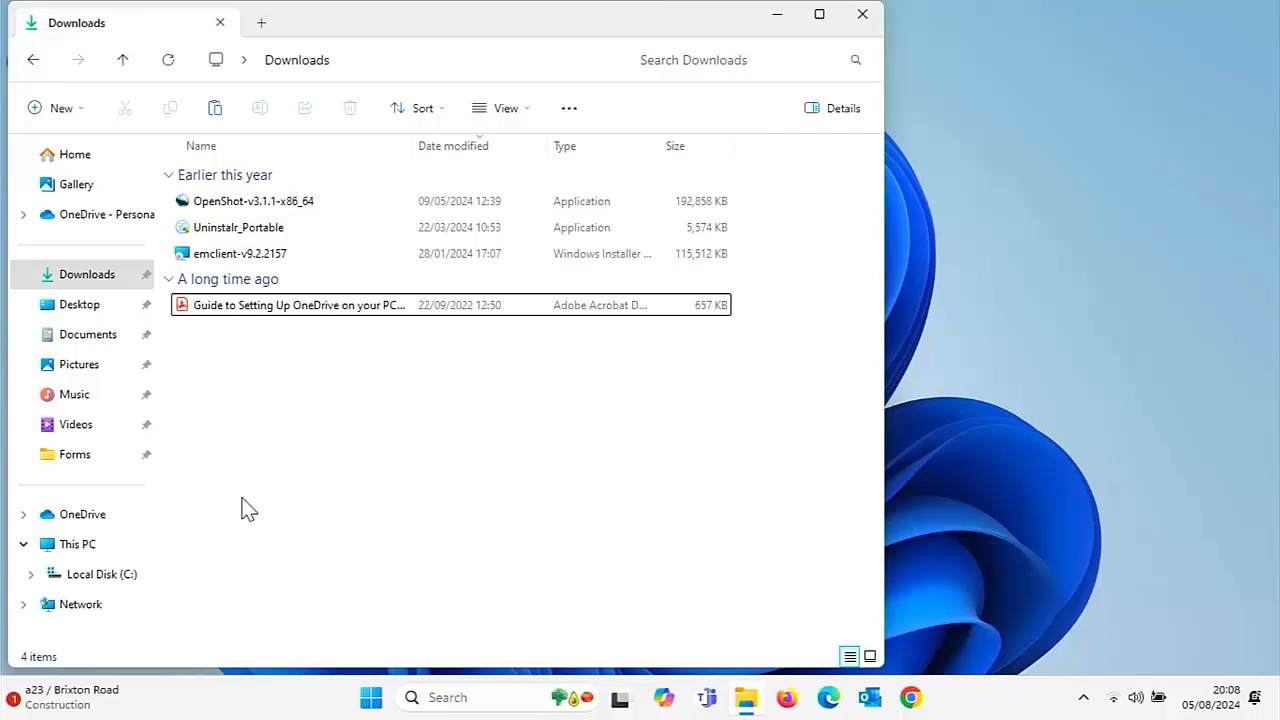 Downloads
Downloads
Search Downloads
New
Sort
View
Details
Home
Gallery
OneDrive - Persona
Downloads
Desktop
Documents
Pictures
Music
Videos
Forms
OneDrive
This PC
Local Disk (C:)
Network
Name Date modified Type Size
Earlier this year
OpenShot-v3.1.1-x86_64 09/05/2024 12:39 Application 192,858 KB
Uninstalr_Portable 22/03/2024 10:53 Application 5,574 KB
emclient-v9.2.2157 28/01/2024 17:07 Windows Installer ... 115,512 KB
A long time ago
Guide to Setting Up OneDrive on your PC... 22/09/2022 12:50 Adobe Acrobat D... 657 KB
4 items
1
a23 / Brixton Road
Construction
Search
20:08
05/08/2024